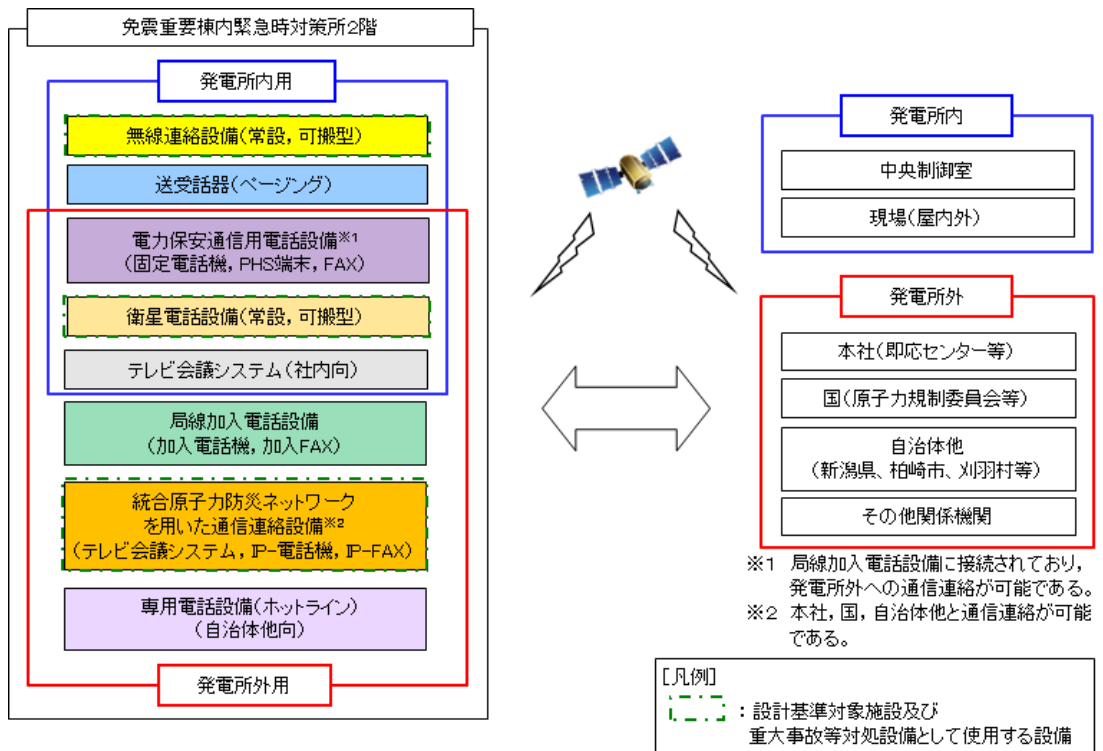 免震重要棟内緊急時対策所2階
発電所内用
無線連絡設備(常設，可搬型)
送受話器(ページング)
電力保安通信用電話設備※1
(固定電話機，PHS端末，FAX)
衛星電話設備(常設，可搬型)
テレビ会議システム(社内向)
局線加入電話設備
(加入電話機，加入FAX)
統合原子力防災ネットワーク
を用いた通信連絡設備※2
(テレビ会議システム，IP-電話機，IP-FAX)
専用電話設備(ホットライン)
(自治体他向)
発電所外用
発電所内
中央制御室
現場(屋内外)
発電所外
本社(即応センター等)
国(原子力規制委員会等)
自治体他
(新潟県、柏崎市、刈羽村等)
その他関係機関
※1 局線加入電話設備に接続されており，
発電所外への通信連絡が可能である。
※2 本社，国，自治体他と通信連絡が可能
である。
[凡例]
：設計基準対象施設及び
重大事故等対処設備として使用する設備